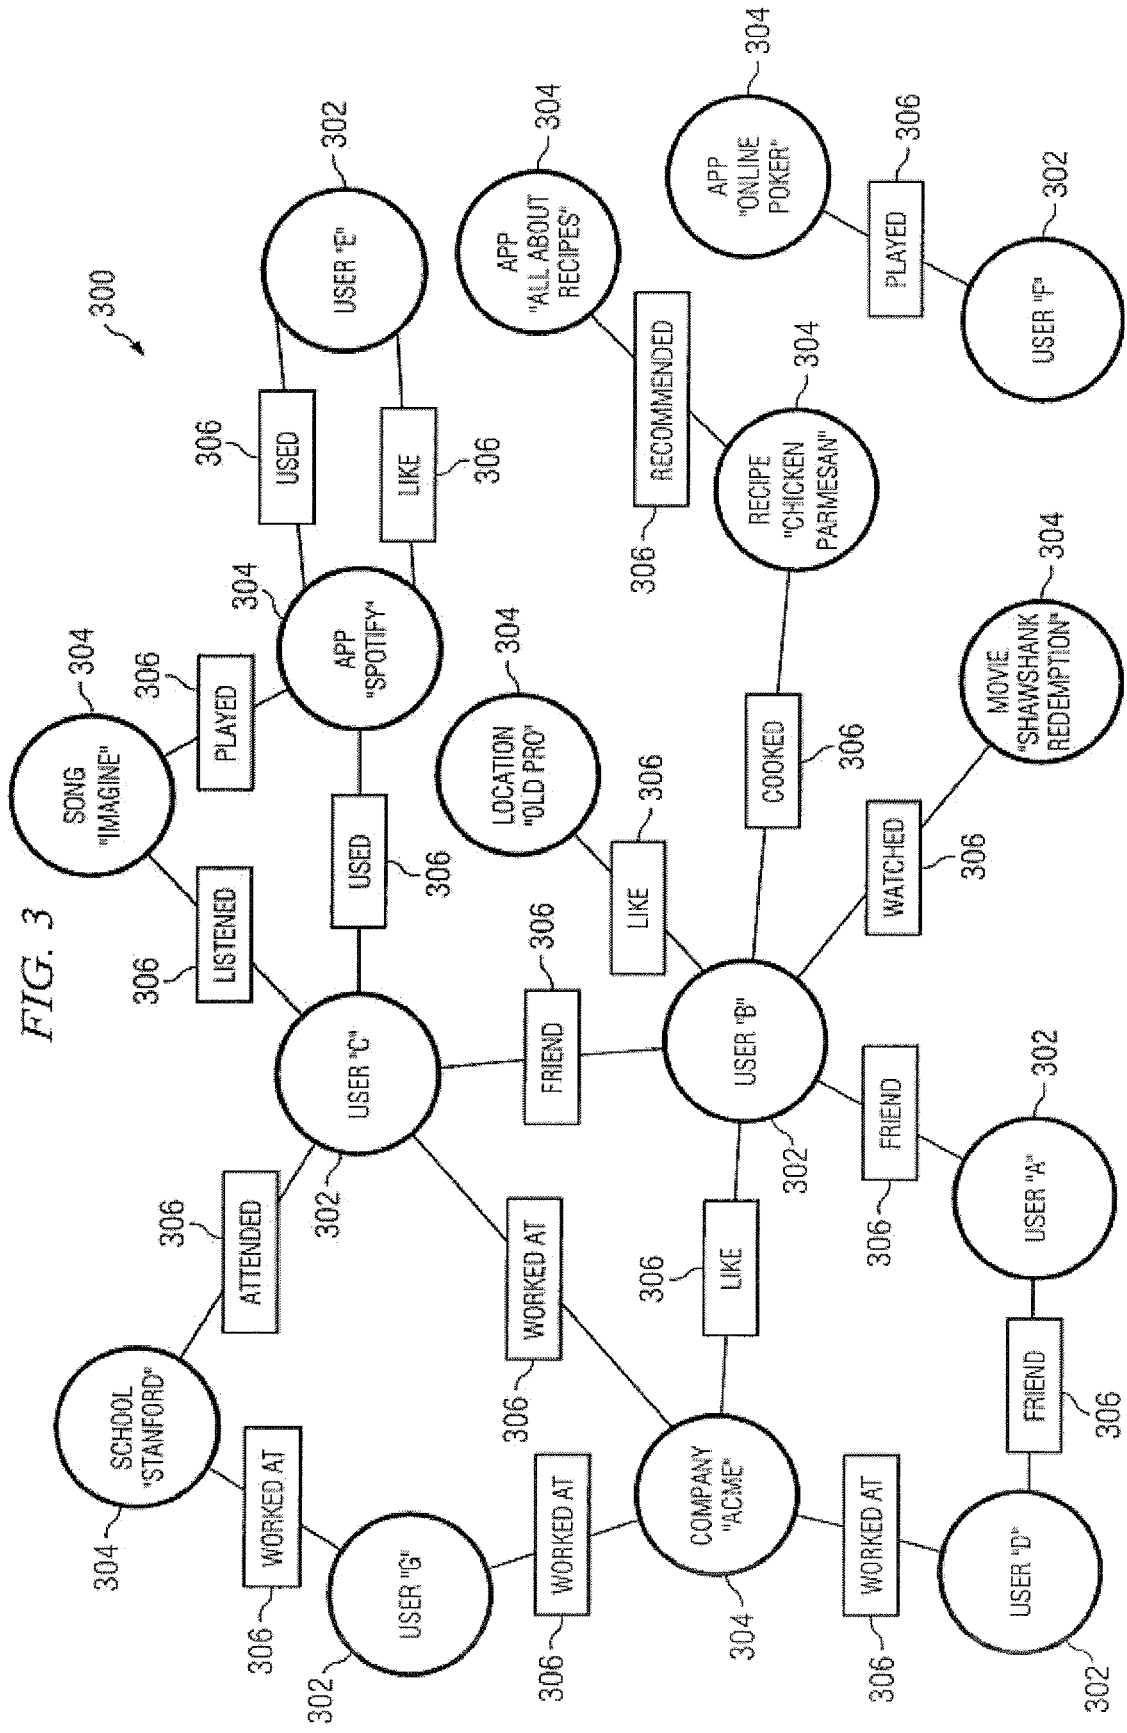 FIG. 3
300
304
SCHOOL
"STANFORD"
306
ATTENDED
306
LISTENED
SONG
"IMAGINE"
304
306
PLAYED
306
WORKED AT
302
USER "G"
302
USER "C"
306
USED
304
APP
"SPOTIFY"
306
USED
306
LIKE
302
USER "E"
306
WORKED AT
306
WORKED AT
306
FRIEND
304
LOCATION
"OLD PRO"
306
LIKE
304
APP
"ALL ABOUT
RECIPES"
306
RECOMMENDED
304
COMPANY
"ACME"
306
LIKE
302
USER "B"
306
COOKED
304
RECIPE
"CHICKEN
PARMESAN"
304
APP
"ONLINE
POKER"
306
WORKED AT
306
FRIEND
306
WATCHED
306
PLAYED
302
USER "D"
306
FRIEND
302
USER "A"
304
MOVIE
"SHAWSHANK
REDEMPTION"
302
USER "F"